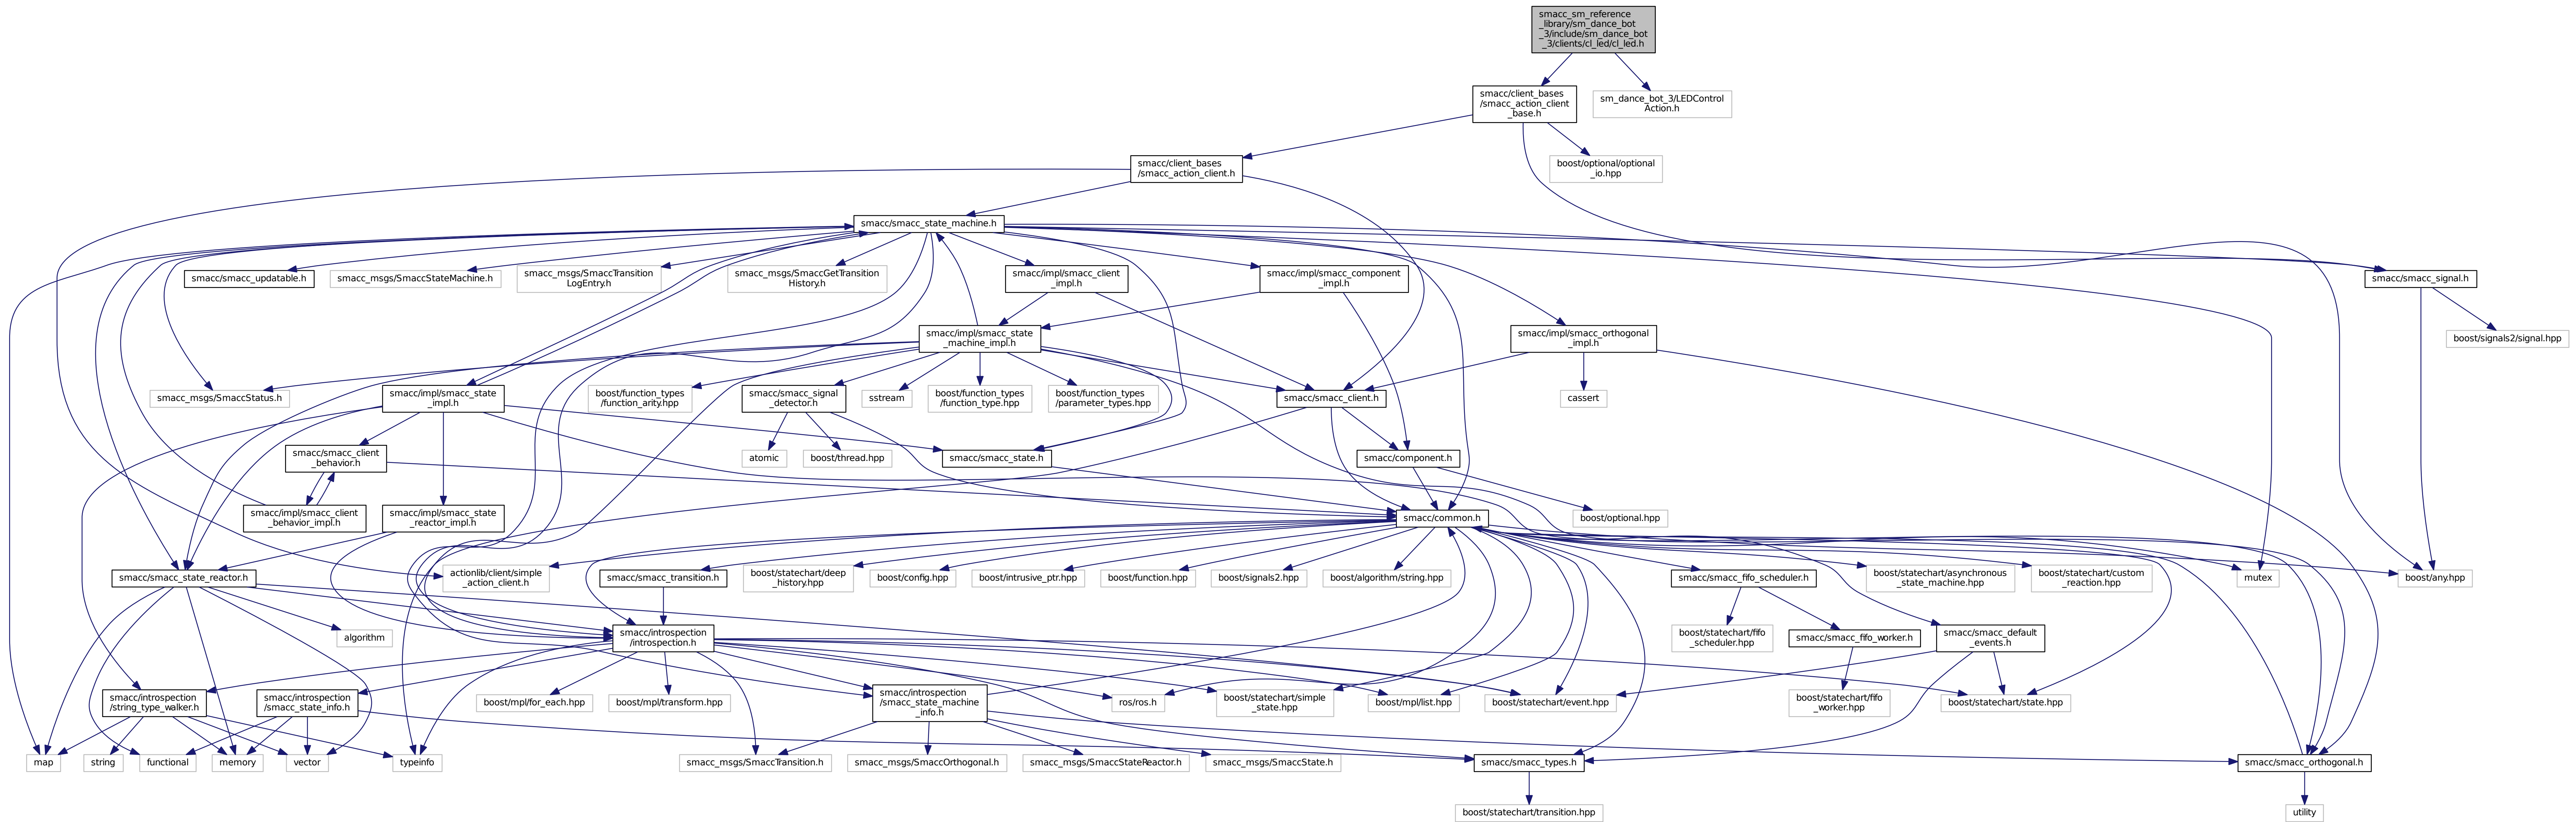 smacc_sm_reference
_library/sm_dance_bot
_3/include/sm_dance_bot
_3/clients/cl_led/cl_led.h
smacc/client_bases
/smacc_action_client
_base.h
sm_dance_bot_3/LEDControl
Action.h
smacc/client_bases
/smacc_action_client.h
boost/optional/optional
_io.hpp
smacc/smacc_state_machine.h
smacc/smacc_updatable.h
smacc_msgs/SmaccStateMachine.h
smacc_msgs/SmaccTransition
LogEntry.h
smacc_msgs/SmaccGetTransition
History.h
smacc/impl/smacc_client
_impl.h
smacc/impl/smacc_component
_impl.h
smacc/smacc_signal.h
smacc/impl/smacc_state
_machine_impl.h
smacc/impl/smacc_orthogonal
_impl.h
boost/signals2/signal.hpp
smacc_msgs/SmaccStatus.h
smacc/impl/smacc_state
_impl.h
boost/function_types
/function_arity.hpp
smacc/smacc_signal
_detector.h
sstream
boost/function_types
/function_type.hpp
boost/function_types
/parameter_types.hpp
smacc/smacc_client.h
cassert
smacc/smacc_client
_behavior.h
atomic
boost/thread.hpp
smacc/smacc_state.h
smacc/component.h
smacc/impl/smacc_client
_behavior_impl.h
smacc/impl/smacc_state
_reactor_impl.h
smacc/common.h
boost/optional.hpp
smacc/smacc_state_reactor.h
actionlib/client/simple
_action_client.h
smacc/smacc_transition.h
boost/statechart/deep
_history.hpp
boost/config.hpp
boost/intrusive_ptr.hpp
boost/function.hpp
boost/signals2.hpp
boost/algorithm/string.hpp
smacc/smacc_fifo_scheduler.h
boost/statechart/asynchronous
_state_machine.hpp
boost/statechart/custom
_reaction.hpp
mutex
boost/any.hpp
algorithm
smacc/introspection
/introspection.h
boost/statechart/fifo
_scheduler.hpp
smacc/smacc_fifo_worker.h
smacc/smacc_default
_events.h
smacc/introspection
/string_type_walker.h
smacc/introspection
/smacc_state_info.h
boost/mpl/for_each.hpp
boost/mpl/transform.hpp
smacc/introspection
/smacc_state_machine
_info.h
ros/ros.h
boost/statechart/simple
_state.hpp
boost/mpl/list.hpp
boost/statechart/event.hpp
boost/statechart/fifo
_worker.hpp
boost/statechart/state.hpp
map
string
functional
memory
vector
typeinfo
smacc_msgs/SmaccTransition.h
smacc_msgs/SmaccOrthogonal.h
smacc_msgs/SmaccStateReactor.h
smacc_msgs/SmaccState.h
smacc/smacc_types.h
smacc/smacc_orthogonal.h
boost/statechart/transition.hpp
utility